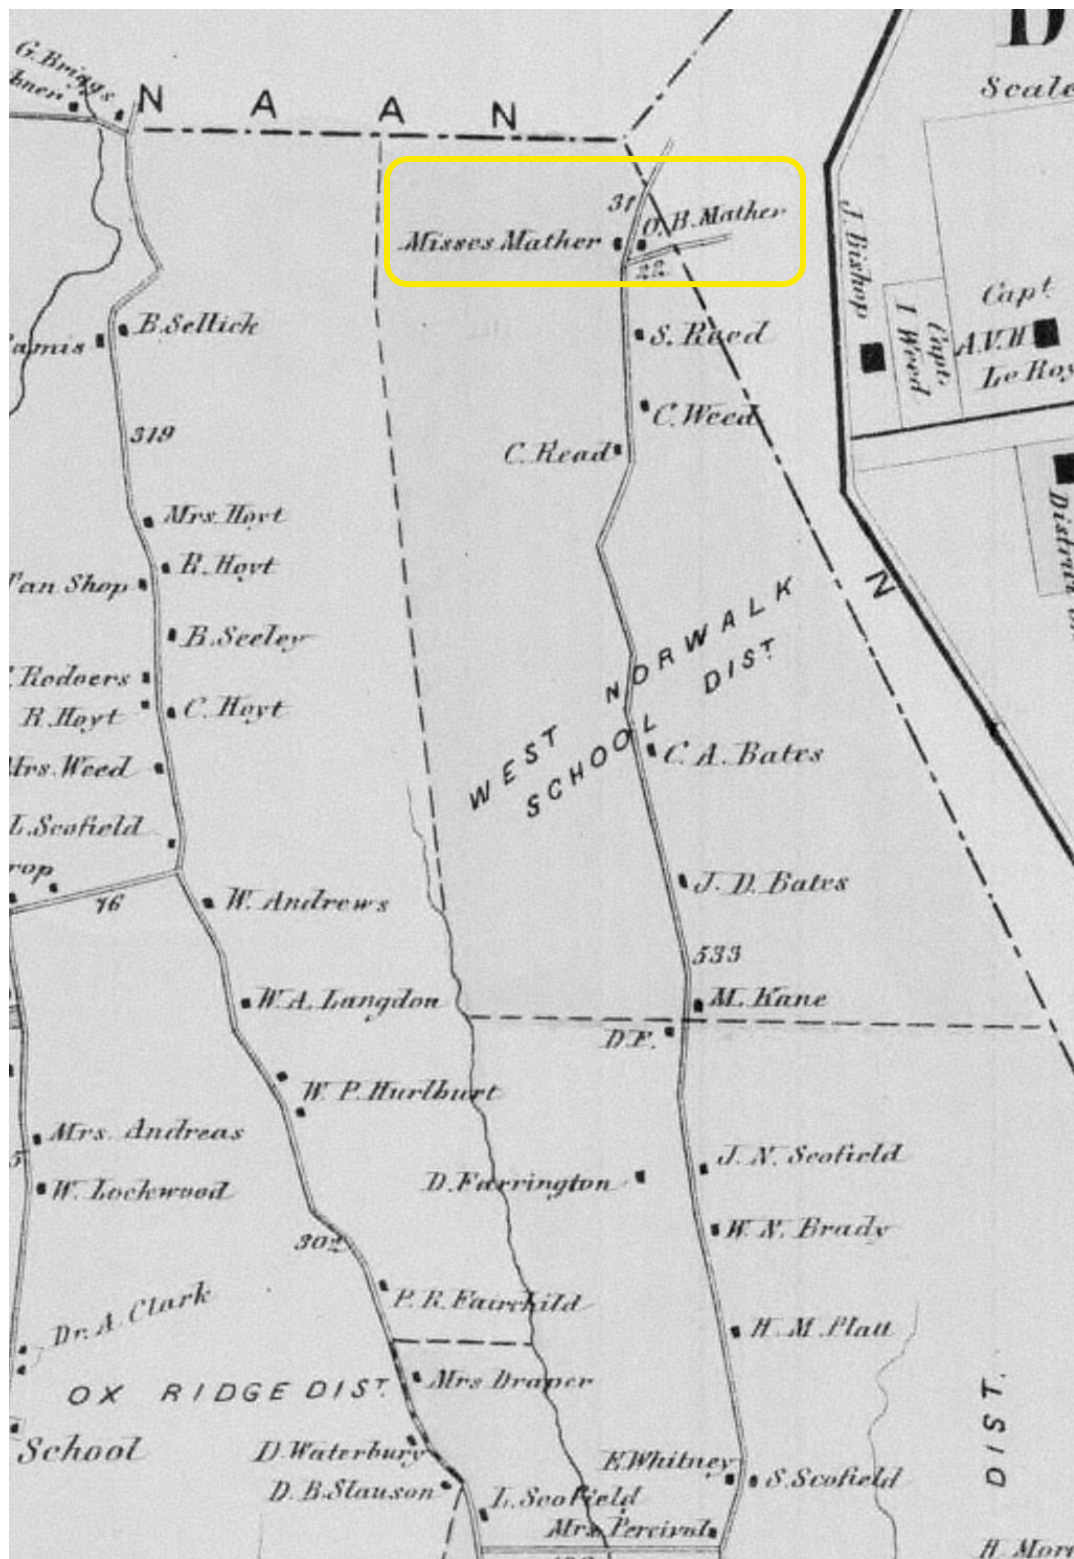 D
Scale
G. Briggs
N A A N
31
O. B. Mather
Misses Mather
22
J. Bishop
Capt.
I Weed
Capt.
A.V.H
Le Roy
B. Sellick
S. Reed
C. Weed
C. Read
319
Mrs. Hoyt
R. Hoyt
Tan Shop
N
B. Seeley
WEST NORWALK
SCHOOL DIST.
Rodgers
R. Hoyt
C. Hoyt
C. A. Bates
Mrs. Weed
L. Scofield
76
W. Andrews
J. D. Bates
533
W. A. Langdon
M. Kane
D.F.
W. P. Hurlburt
Mrs. Andreas
5
J. N. Scofield
W. Lockwood
D. Farrington
W. N. Brady
302
P. R. Fairchild
Dr. A. Clark
H. M. Platt
OX RIDGE DIST.
Mrs Draper
DIST.
School
D. Waterbury
E. Whitney
S. Scofield
D. B. Slauson
L. Scofield
Mrs. Percival